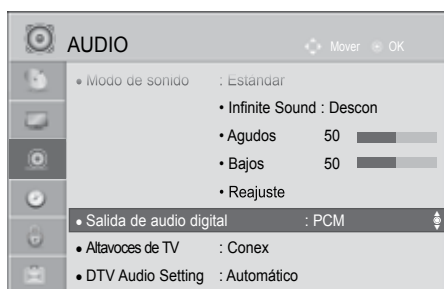 AUDIO
Mover OK
• Modo de sonido : Estándar
• Infinite Sound : Descon
• Agudos 50
• Bajos 50
• Reajuste
• Salida de audio digital : PCM
• Altavoces de TV : Conex
• DTV Audio Setting : Automático